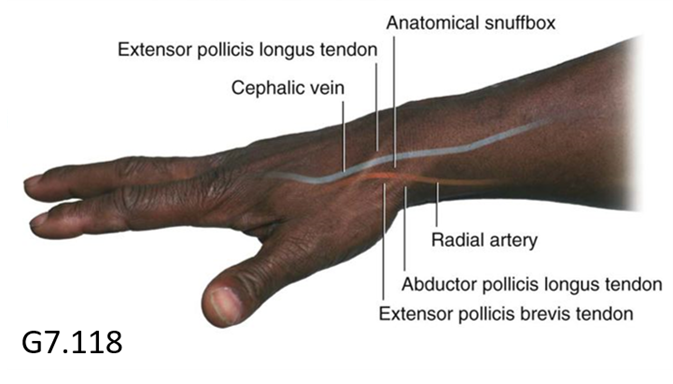 Anatomical snuffbox
Extensor pollicis longus tendon
Cephalic vein
Radial artery
Abductor pollicis longus tendon
Extensor pollicis brevis tendon
G7.118